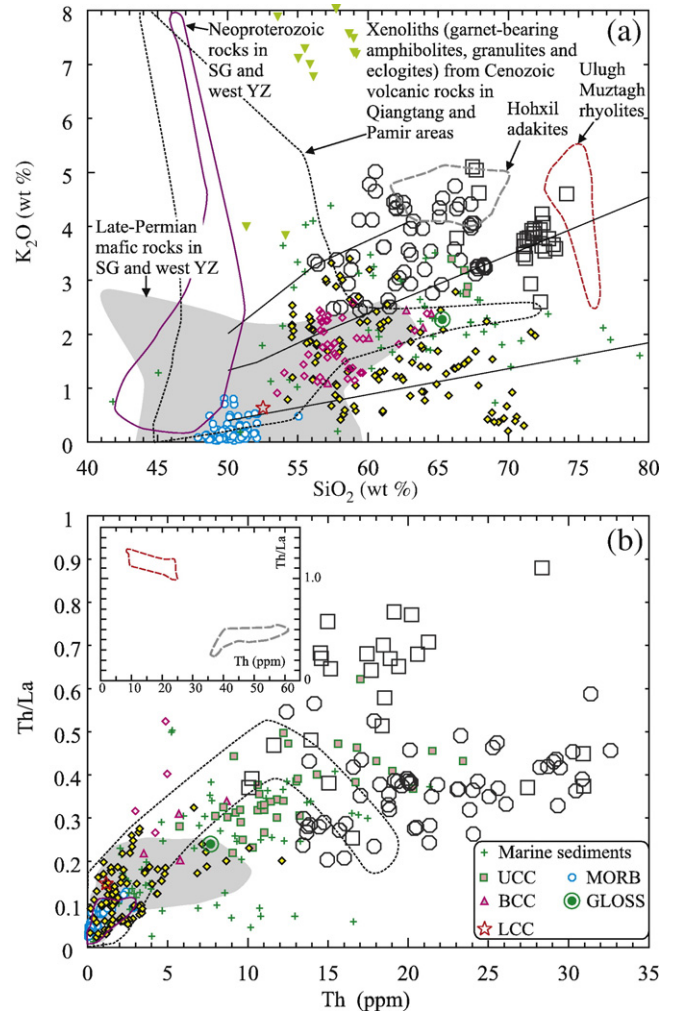 (a)
Neoproterozoic
rocks in
SG and
west YZ
Xenoliths (garnet-bearing
amphibolites, granulites and
eclogites) from Cenozoic
volcanic rocks in
Qiangtang and
Pamir areas
Ulugh
Muztagh
rhyolites
Hohxil
adakites
Late-Permian
mafic rocks in
SG and west YZ
K2O (wt %)
8
7
6
5
4
3
2
1
0
40 45 50 55 60 65 70 75 80
SiO2 (wt %)
(b)
Th/La
1
0.9
0.8
0.7
0.6
0.5
0.4
0.3
0.2
0.1
0.0
Th/La
1.0
0
Th (ppm)
0 10 20 30 40 50 60
Marine sediments
UCC
BCC
LCC
MORB
GLOSS
0 5 10 15 20 25 30 35
Th (ppm)